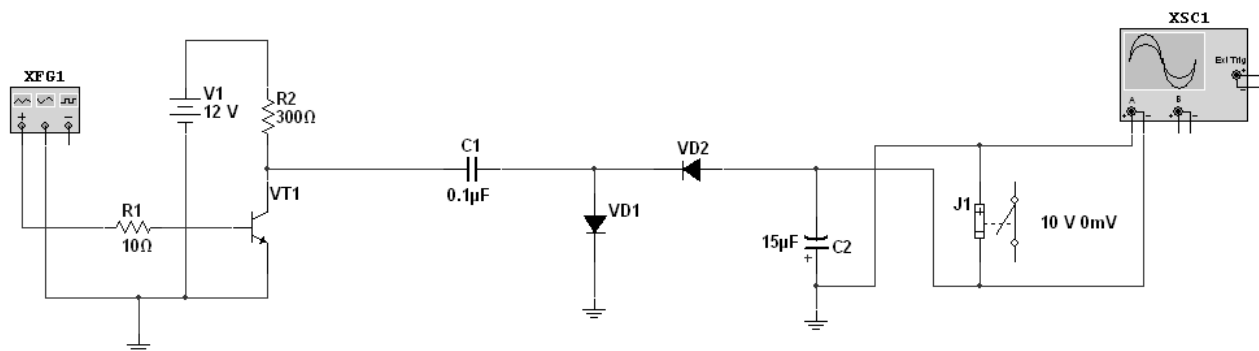 XSC1
Ext Trig
+
-
A
B
+ - + -
XFG1
+ -
V1
12 V
R2
300Ω
C1
0.1µF
VD2
VT1
R1
10Ω
VD1
15µF
C2
+
J1
+
10 V 0mV